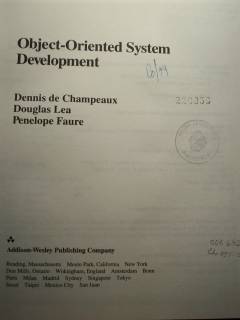 Object-Oriented System
Development
Dennis de Champeaux
Douglas Lea
Penelope Faure
Addison-Wesley Publishing Company
Reading, Massachusetts Menlo Park, California New York
Don Mills, Ontario Wokingham, England Amsterdam Bonn
Paris Milan Madrid Sydney Singapore Tokyo
Seoul Taipei Mexico City San Juan